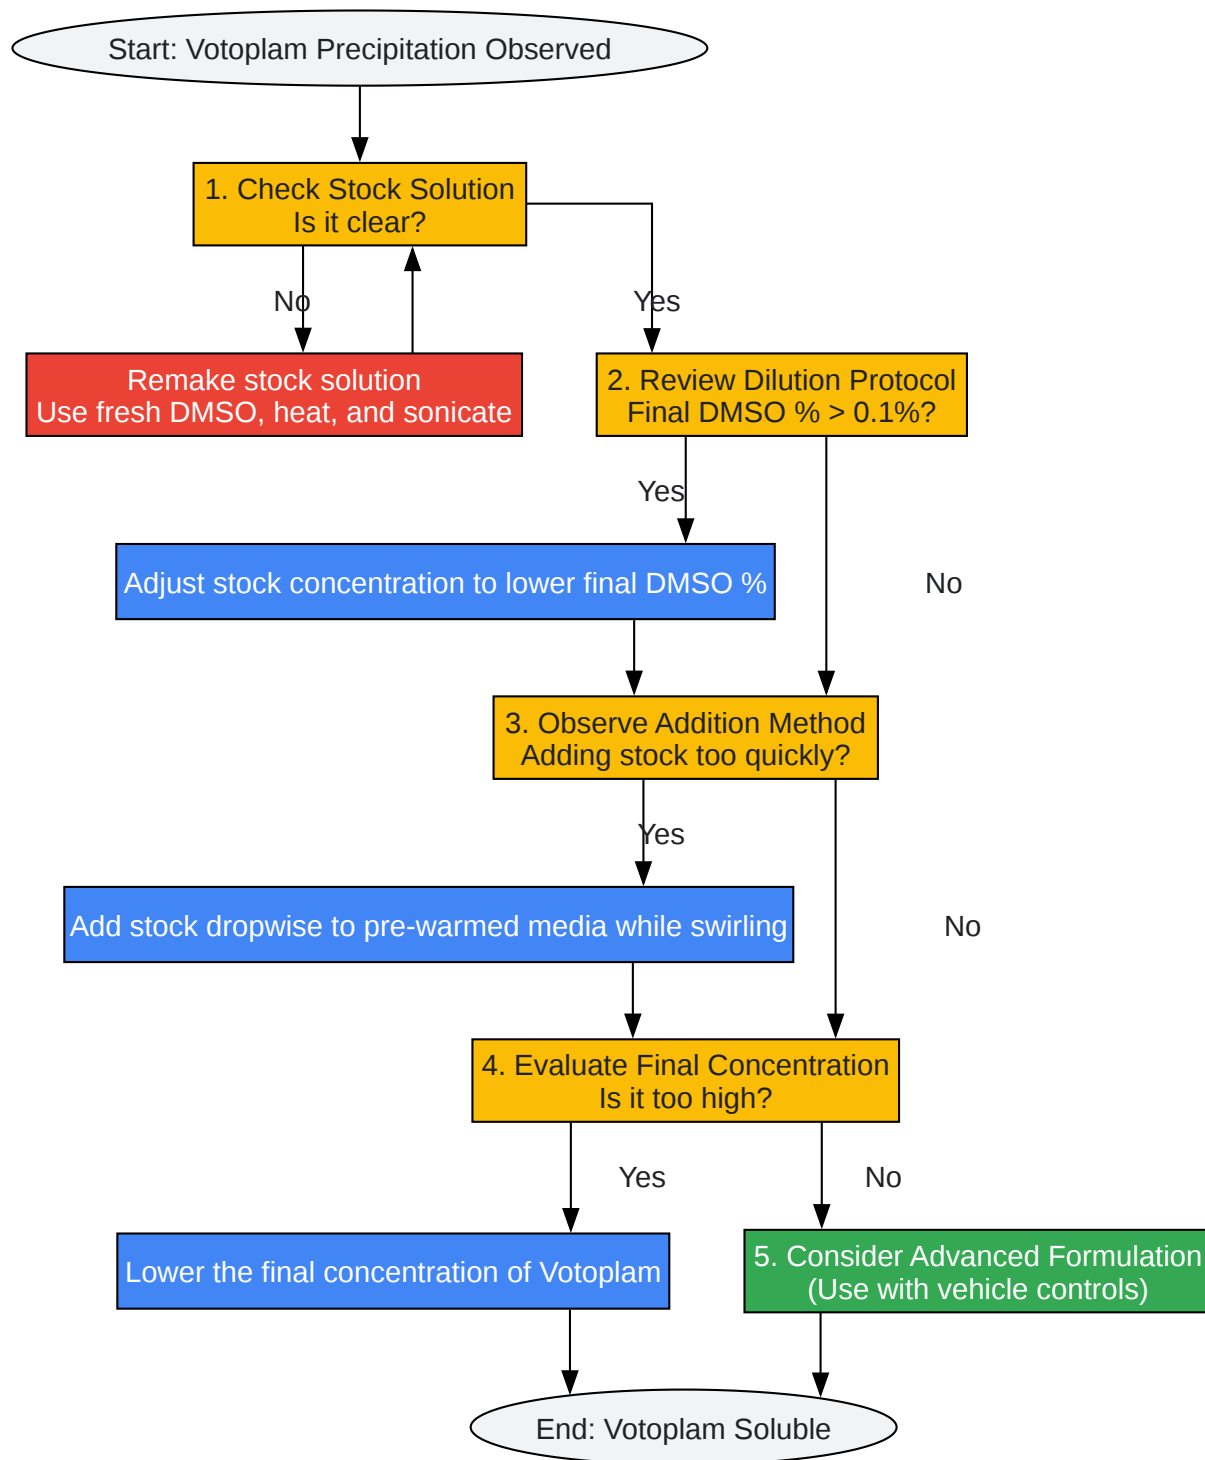 Start: Votoplam Precipitation Observed
1. Check Stock Solution
Is it clear?
No
Yes
Remake stock solution
Use fresh DMSO, heat, and sonicate
2. Review Dilution Protocol
Final DMSO % > 0.1%?
Yes
Adjust stock concentration to lower final DMSO %
No
3. Observe Addition Method
Adding stock too quickly?
Yes
Add stock dropwise to pre-warmed media while swirling
No
4. Evaluate Final Concentration
Is it too high?
Yes
No
Lower the final concentration of Votoplam
5. Consider Advanced Formulation
(Use with vehicle controls)
End: Votoplam Soluble